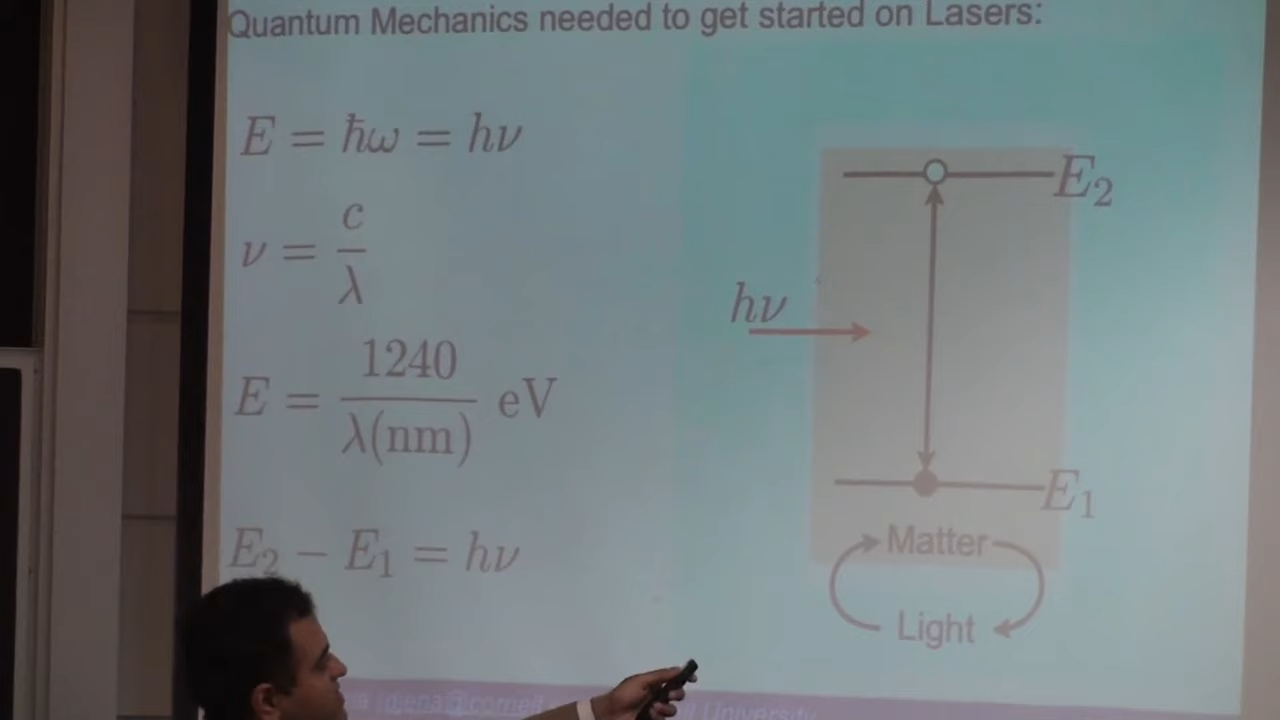 Quantum Mechanics needed to get started on Lasers:
E = ħω = hν
ν = c/λ
E = 1240/λ(nm) eV
E₂ − E₁ = hν
E₂
hν
E₁
Matter
Light
University